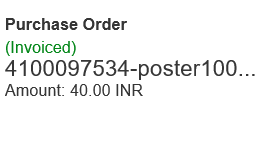 Purchase Order
(Invoiced)
4100097534-poster100...
Amount: 40.00 INR